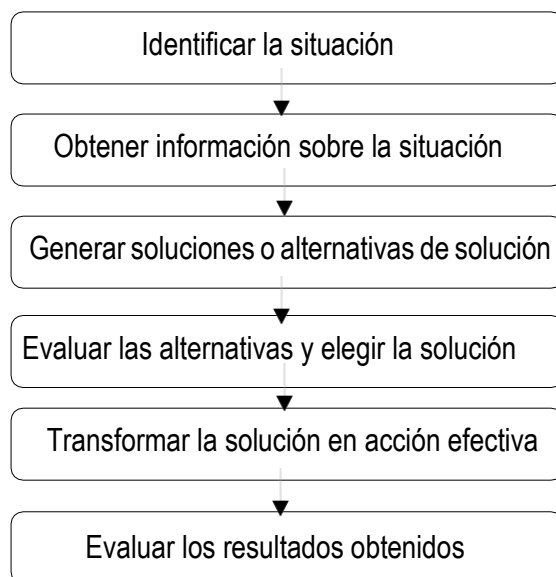 Identificar la situación
Obtener información sobre la situación
Generar soluciones o alternativas de solución
Evaluar las alternativas y elegir la solución
Transformar la solución en acción efectiva
Evaluar los resultados obtenidos